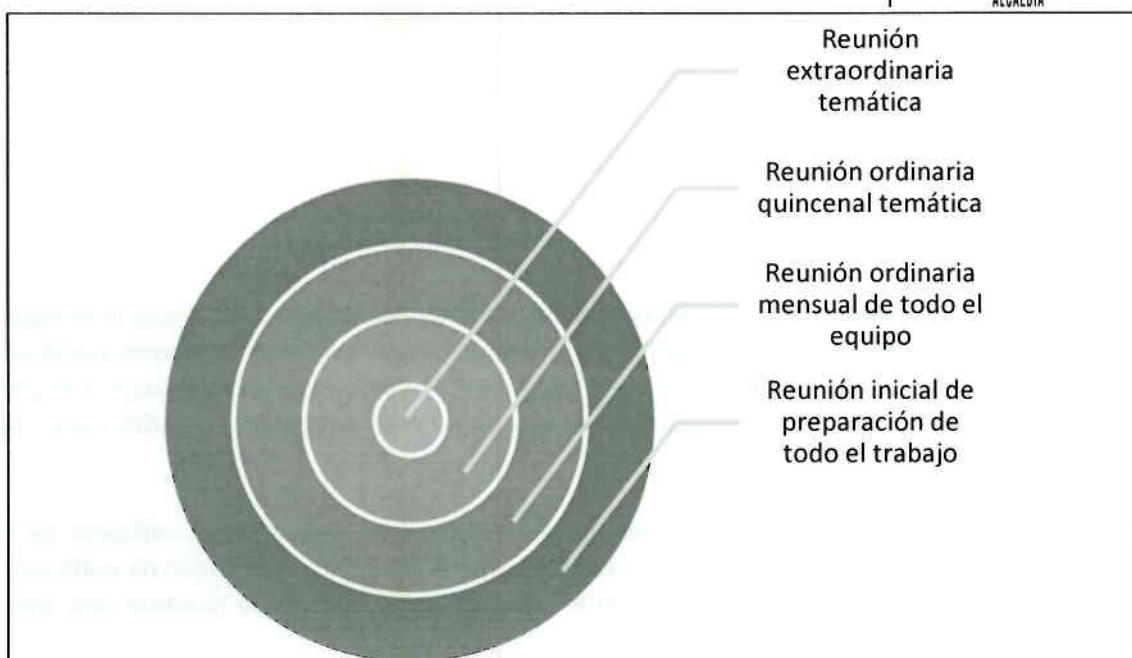 ALCALDÍA
Reunión
extraordinaria
temática
Reunión ordinaria
quincenal temática
Reunión ordinaria
mensual de todo el
equipo
Reunión inicial de
preparación de
todo el trabajo